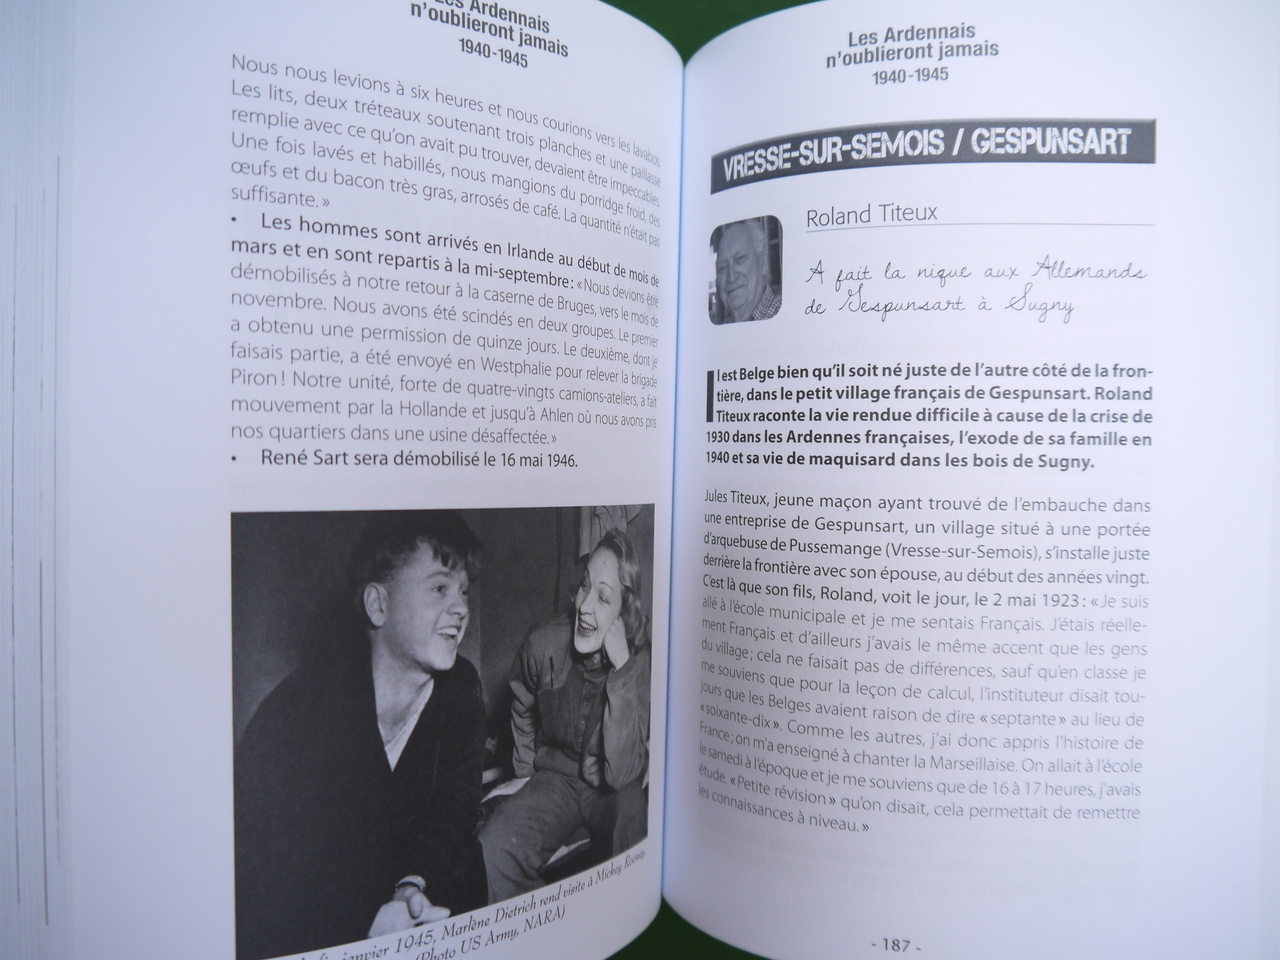 Les Ardennais
n'oublieront jamais
1940-1945
Nous nous levions à six heures et nous courions vers les lavabos.
Les lits, deux tréteaux soutenant trois planches et une paillasse
remplie avec ce qu'on avait pu trouver, devaient être impeccables.
Une fois lavés et habillés, nous mangions du porridge froid, des
œufs et du bacon très gras, arrosés de café. La quantité n'était pas
suffisante. »
• Les hommes sont arrivés en Irlande au début de mois de
mars et en sont repartis à la mi-septembre : « Nous devions être
démobilisés à notre retour à la caserne de Bruges, vers le mois de
novembre. Nous avons été scindés en deux groupes. Le premier
a obtenu une permission de quinze jours. Le deuxième, dont je
faisais partie, a été envoyé en Westphalie pour relever la brigade
Piron ! Notre unité, forte de quatre-vingts camions-ateliers, a fait
mouvement par la Hollande et jusqu'à Ahlen où nous avons pris
nos quartiers dans une usine désaffectée. »
• René Sart sera démobilisé le 16 mai 1946.
janvier 1945, Marlène Dietrich rend visite à Mickey Rooney
(Photo US Army, NARA)
Les Ardennais
n'oublieront jamais
1940-1945
VRESSE-SUR-SEMOIS / GESPUNSART
Roland Titeux
A fait la nique aux Allemands
de Gespunsart à Sugny
Il est Belge bien qu'il soit né juste de l'autre côté de la fron-
tière, dans le petit village français de Gespunsart. Roland
Titeux raconte la vie rendue difficile à cause de la crise de
1930 dans les Ardennes françaises, l'exode de sa famille en
1940 et sa vie de maquisard dans les bois de Sugny.
Jules Titeux, jeune maçon ayant trouvé de l'embauche dans
une entreprise de Gespunsart, un village situé à une portée
d'arquebuse de Pussemange (Vresse-sur-Semois), s'installe juste
derrière la frontière avec son épouse, au début des années vingt.
C'est là que son fils, Roland, voit le jour, le 2 mai 1923 : « Je suis
allé à l'école municipale et je me sentais Français. J'étais réelle-
ment Français et d'ailleurs j'avais le même accent que les gens
du village ; cela ne faisait pas de différences, sauf qu'en classe je
me souviens que pour la leçon de calcul, l'instituteur disait tou-
jours que les Belges avaient raison de dire « septante » au lieu de
« soixante-dix ». Comme les autres, j'ai donc appris l'histoire de
France ; on m'a enseigné à chanter la Marseillaise. On allait à l'école
le samedi à l'époque et je me souviens que de 16 à 17 heures, j'avais
étude. « Petite révision » qu'on disait, cela permettait de remettre
les connaissances à niveau. »
- 187 -